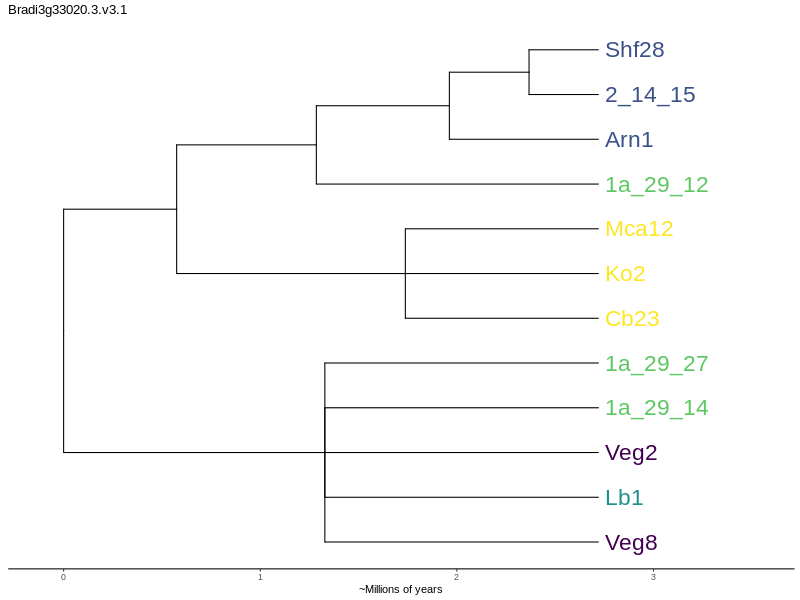 Bradi3g33020.3.v3.1
Shf28
2_14_15
Arn1
1a_29_12
Mca12
Ko2
Cb23
1a_29_27
1a_29_14
Veg2
Lb1
Veg8
0 1 2 3
~Millions of years